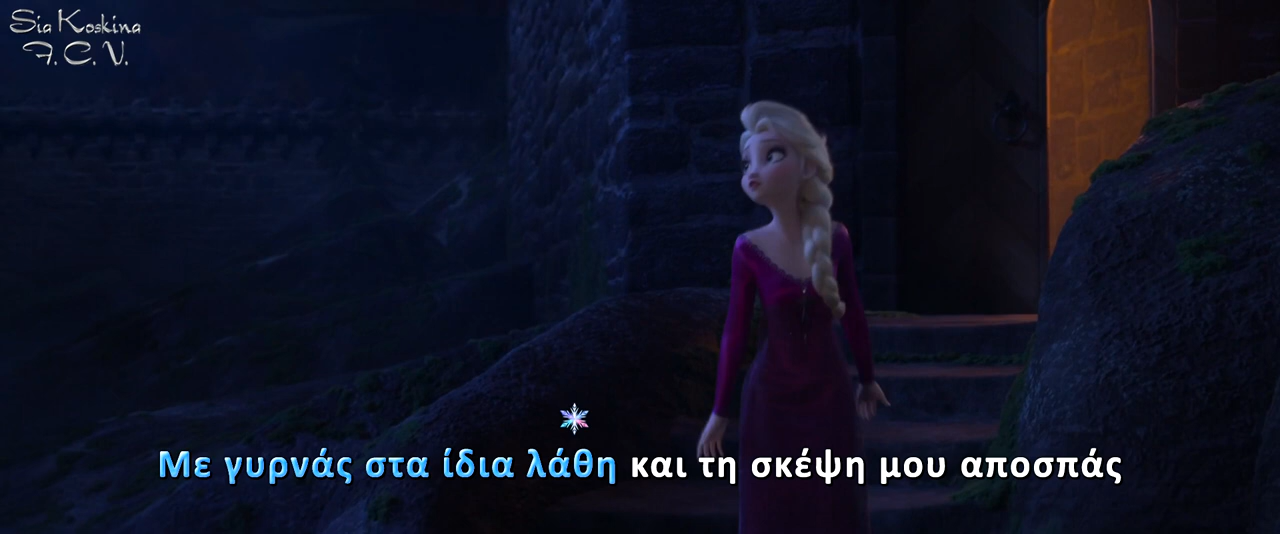 Sia Koskina
F.C.V.
Με γυρνάς στα ίδια λάθη και τη σκέψη μου αποσπάς